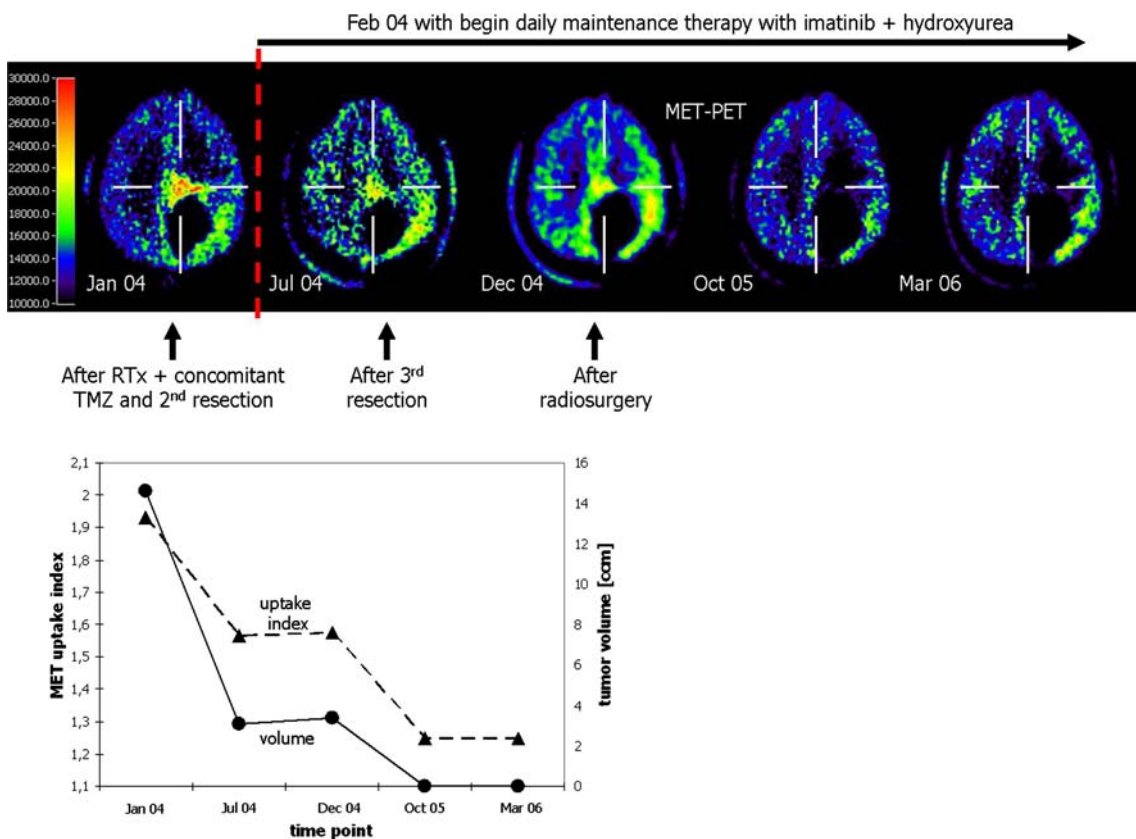 Feb 04 with begin daily maintenance therapy with imatinib + hydroxyurea
30000.0
28000.0
26000.0
24000.0
22000.0
20000.0
18000.0
16000.0
14000.0
12000.0
10000.0
MET-PET
Jan 04
Jul 04
Dec 04
Oct 05
Mar 06
After RTx + concomitant
TMZ and 2nd resection
After 3rd
resection
After
radiosurgery
2,1
2
1,9
1,8
1,7
1,6
1,5
1,4
1,3
1,2
1,1
MET uptake index
uptake
index
volume
16
14
12
10
8
6
4
2
0
tumor volume [ccm]
Jan 04
Jul 04
Dec 04
Oct 05
Mar 06
time point